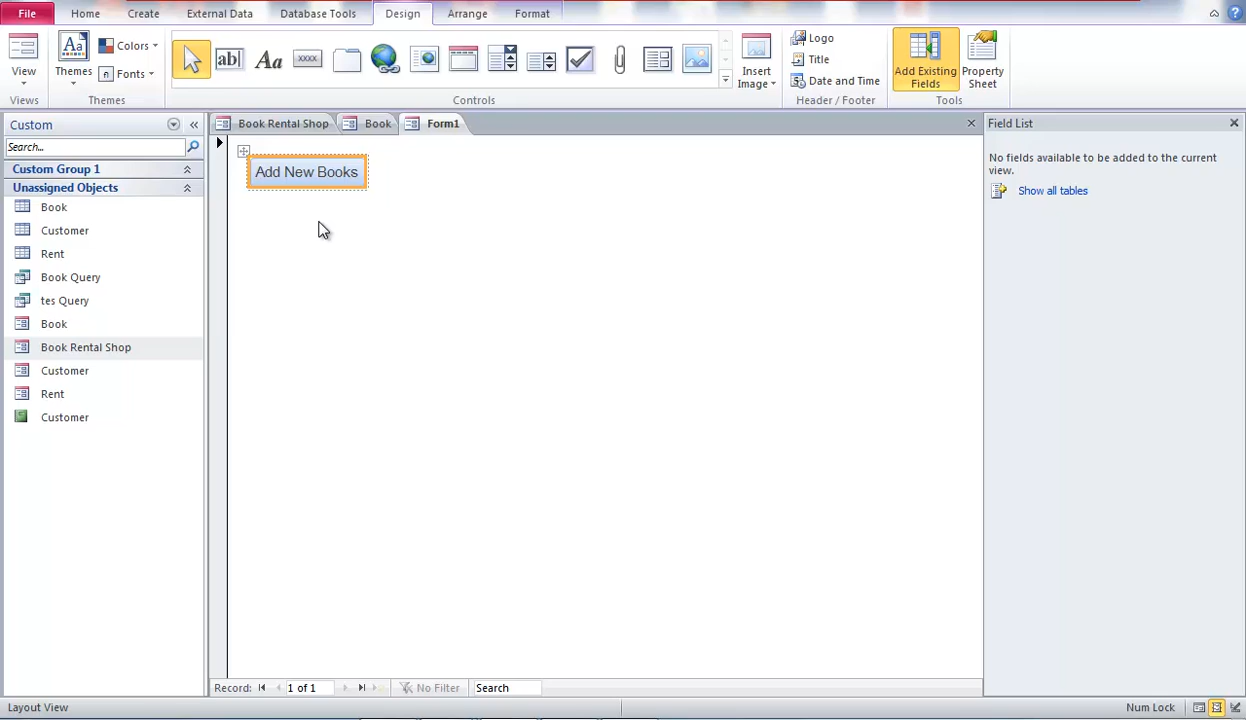 File Home Create External Data Database Tools Design Arrange Format
View
Views
Aa
Themes
Colors
Fonts
Themes
ab|
Aa
xxxx
Controls
Insert
Image
Logo
Title
Date and Time
Header / Footer
Add Existing
Fields
Property
Sheet
Tools
Custom
Search...
Custom Group 1
Unassigned Objects
Book
Customer
Rent
Book Query
tes Query
Book
Book Rental Shop
Customer
Rent
Customer
Book Rental Shop Book Form1
Add New Books
Record: 1 of 1 No Filter Search
Field List
No fields available to be added to the current
view.
Show all tables
Layout View Num Lock